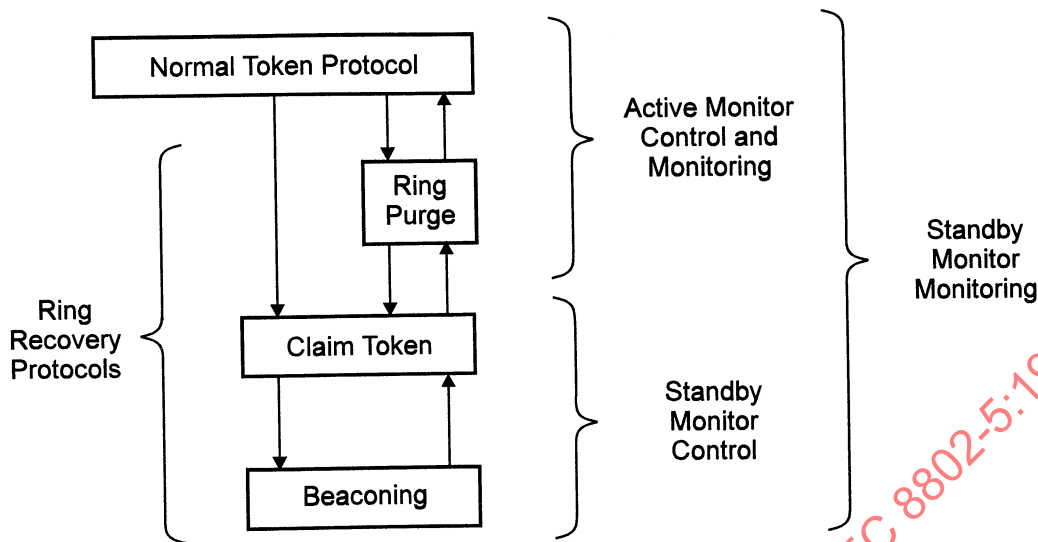 Normal Token Protocol
Ring
Purge
Claim Token
Beaconing
Ring
Recovery
Protocols
Active Monitor
Control and
Monitoring
Standby
Monitor
Control
Standby
Monitor
Monitoring
8802-5:19